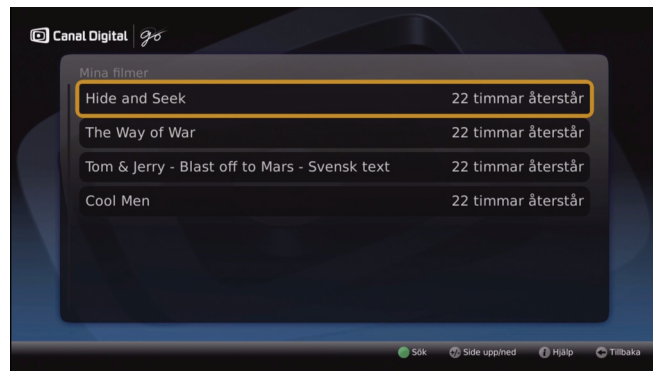 Canal Digital go
Mina filmer
Hide and Seek 22 timmar återstår
The Way of War 22 timmar återstår
Tom & Jerry - Blast off to Mars - Svensk text 22 timmar återstår
Cool Men 22 timmar återstår
Sök Side upp/ned Hjälp Tillbaka